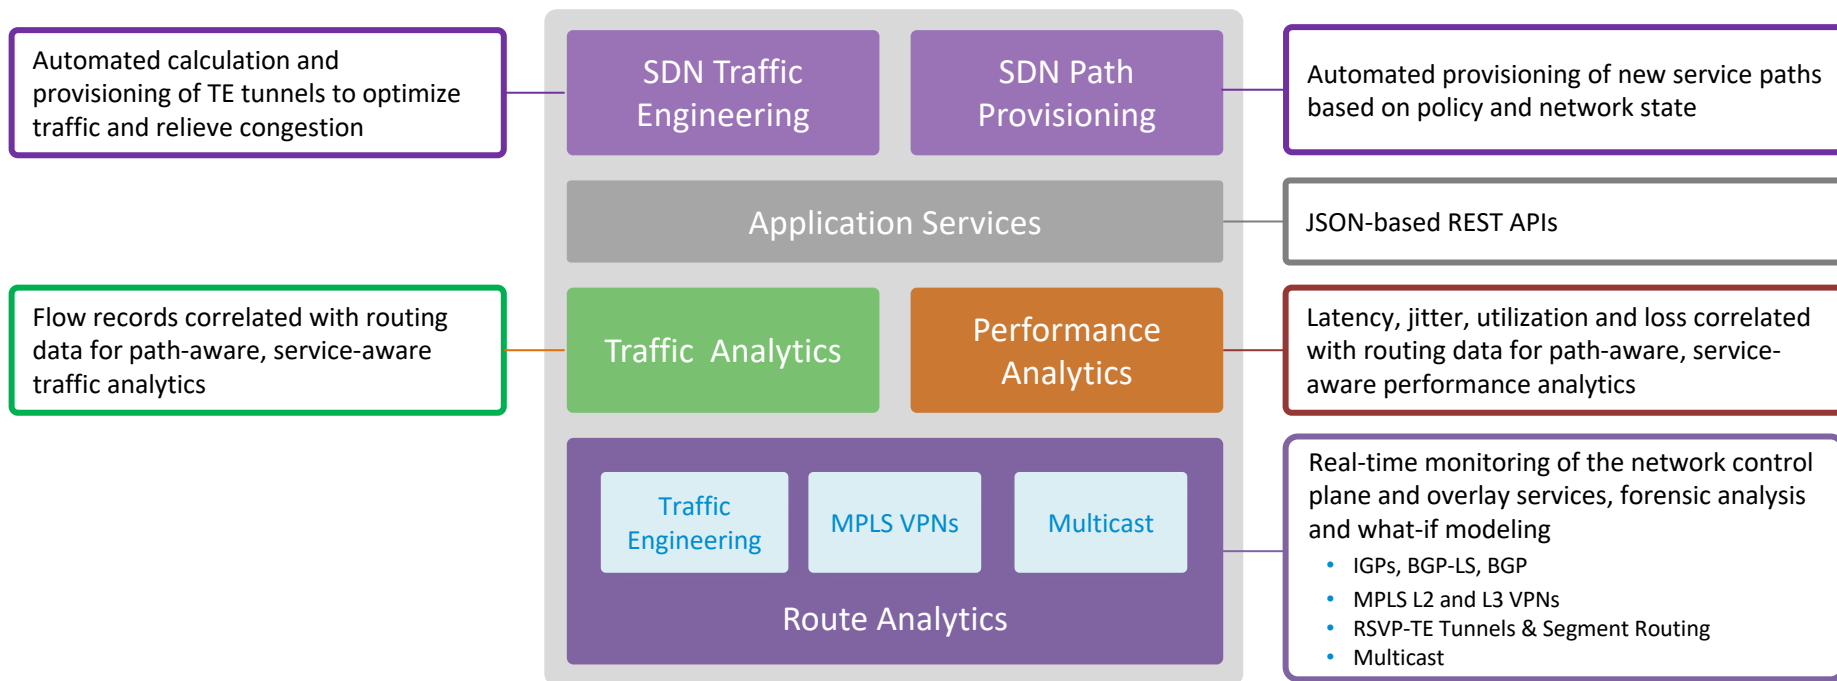 Automated calculation and
provisioning of TE tunnels to optimize
traffic and relieve congestion
SDN Traffic
Engineering
SDN Path
Provisioning
Automated provisioning of new service paths
based on policy and network state
Application Services
JSON-based REST APIs
Flow records correlated with routing
data for path-aware, service-aware
traffic analytics
Traffic Analytics
Performance
Analytics
Latency, jitter, utilization and loss correlated
with routing data for path-aware, service-
aware performance analytics
Traffic
Engineering
MPLS VPNs
Multicast
Route Analytics
Real-time monitoring of the network control
plane and overlay services, forensic analysis
and what-if modeling
• IGPs, BGP-LS, BGP
• MPLS L2 and L3 VPNs
• RSVP-TE Tunnels & Segment Routing
• Multicast